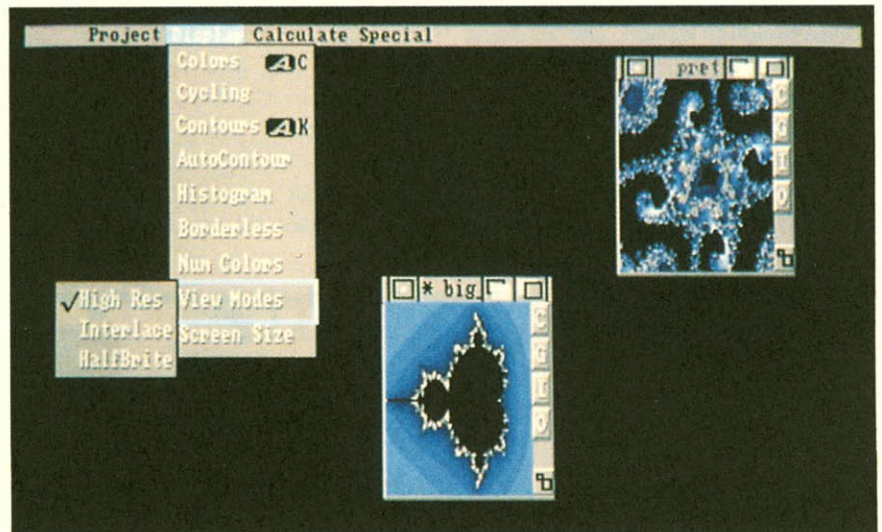 Project Display Calculate Special
Colors A C
Cycling
Contours A K
AutoContour
Histogram
Borderless
Num Colors
View Modes
Screen Size
✓High Res
Interlace
HalfBrite
pret
C
G
* big_
C
G